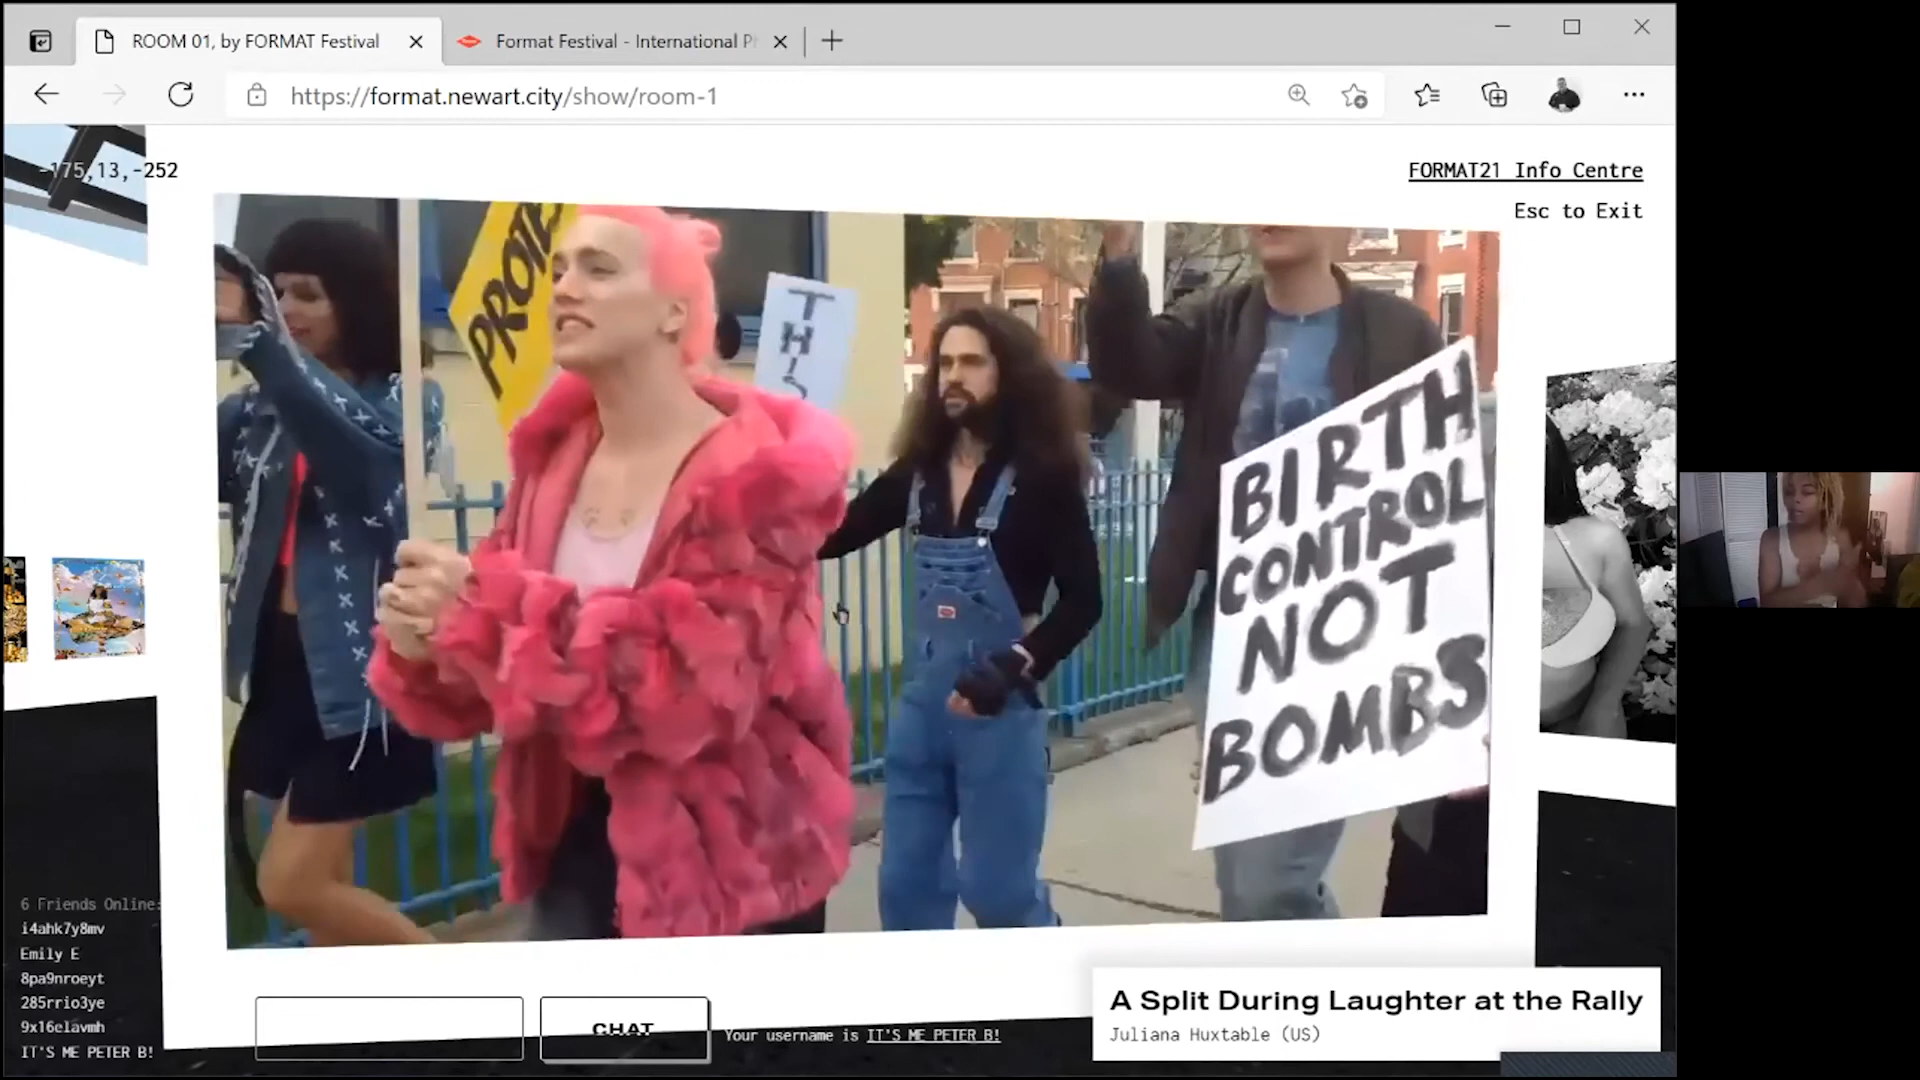 ROOM 01, by FORMAT Festival
Format Festival - International P
https://format.newart.city/show/room-1
-175,13,-252
FORMAT21 Info Centre
Esc to Exit
PROTE
THIS
BIRTH
CONTROL
NOT
BOMBS
6 Friends Online:
i4ahk7y8mv
Emily E
8pa9nroeyt
285rrio3ye
9x16elavmh
IT'S ME PETER B!
CHAT
Your username is IT'S ME PETER B!
A Split During Laughter at the Rally
Juliana Huxtable (US)